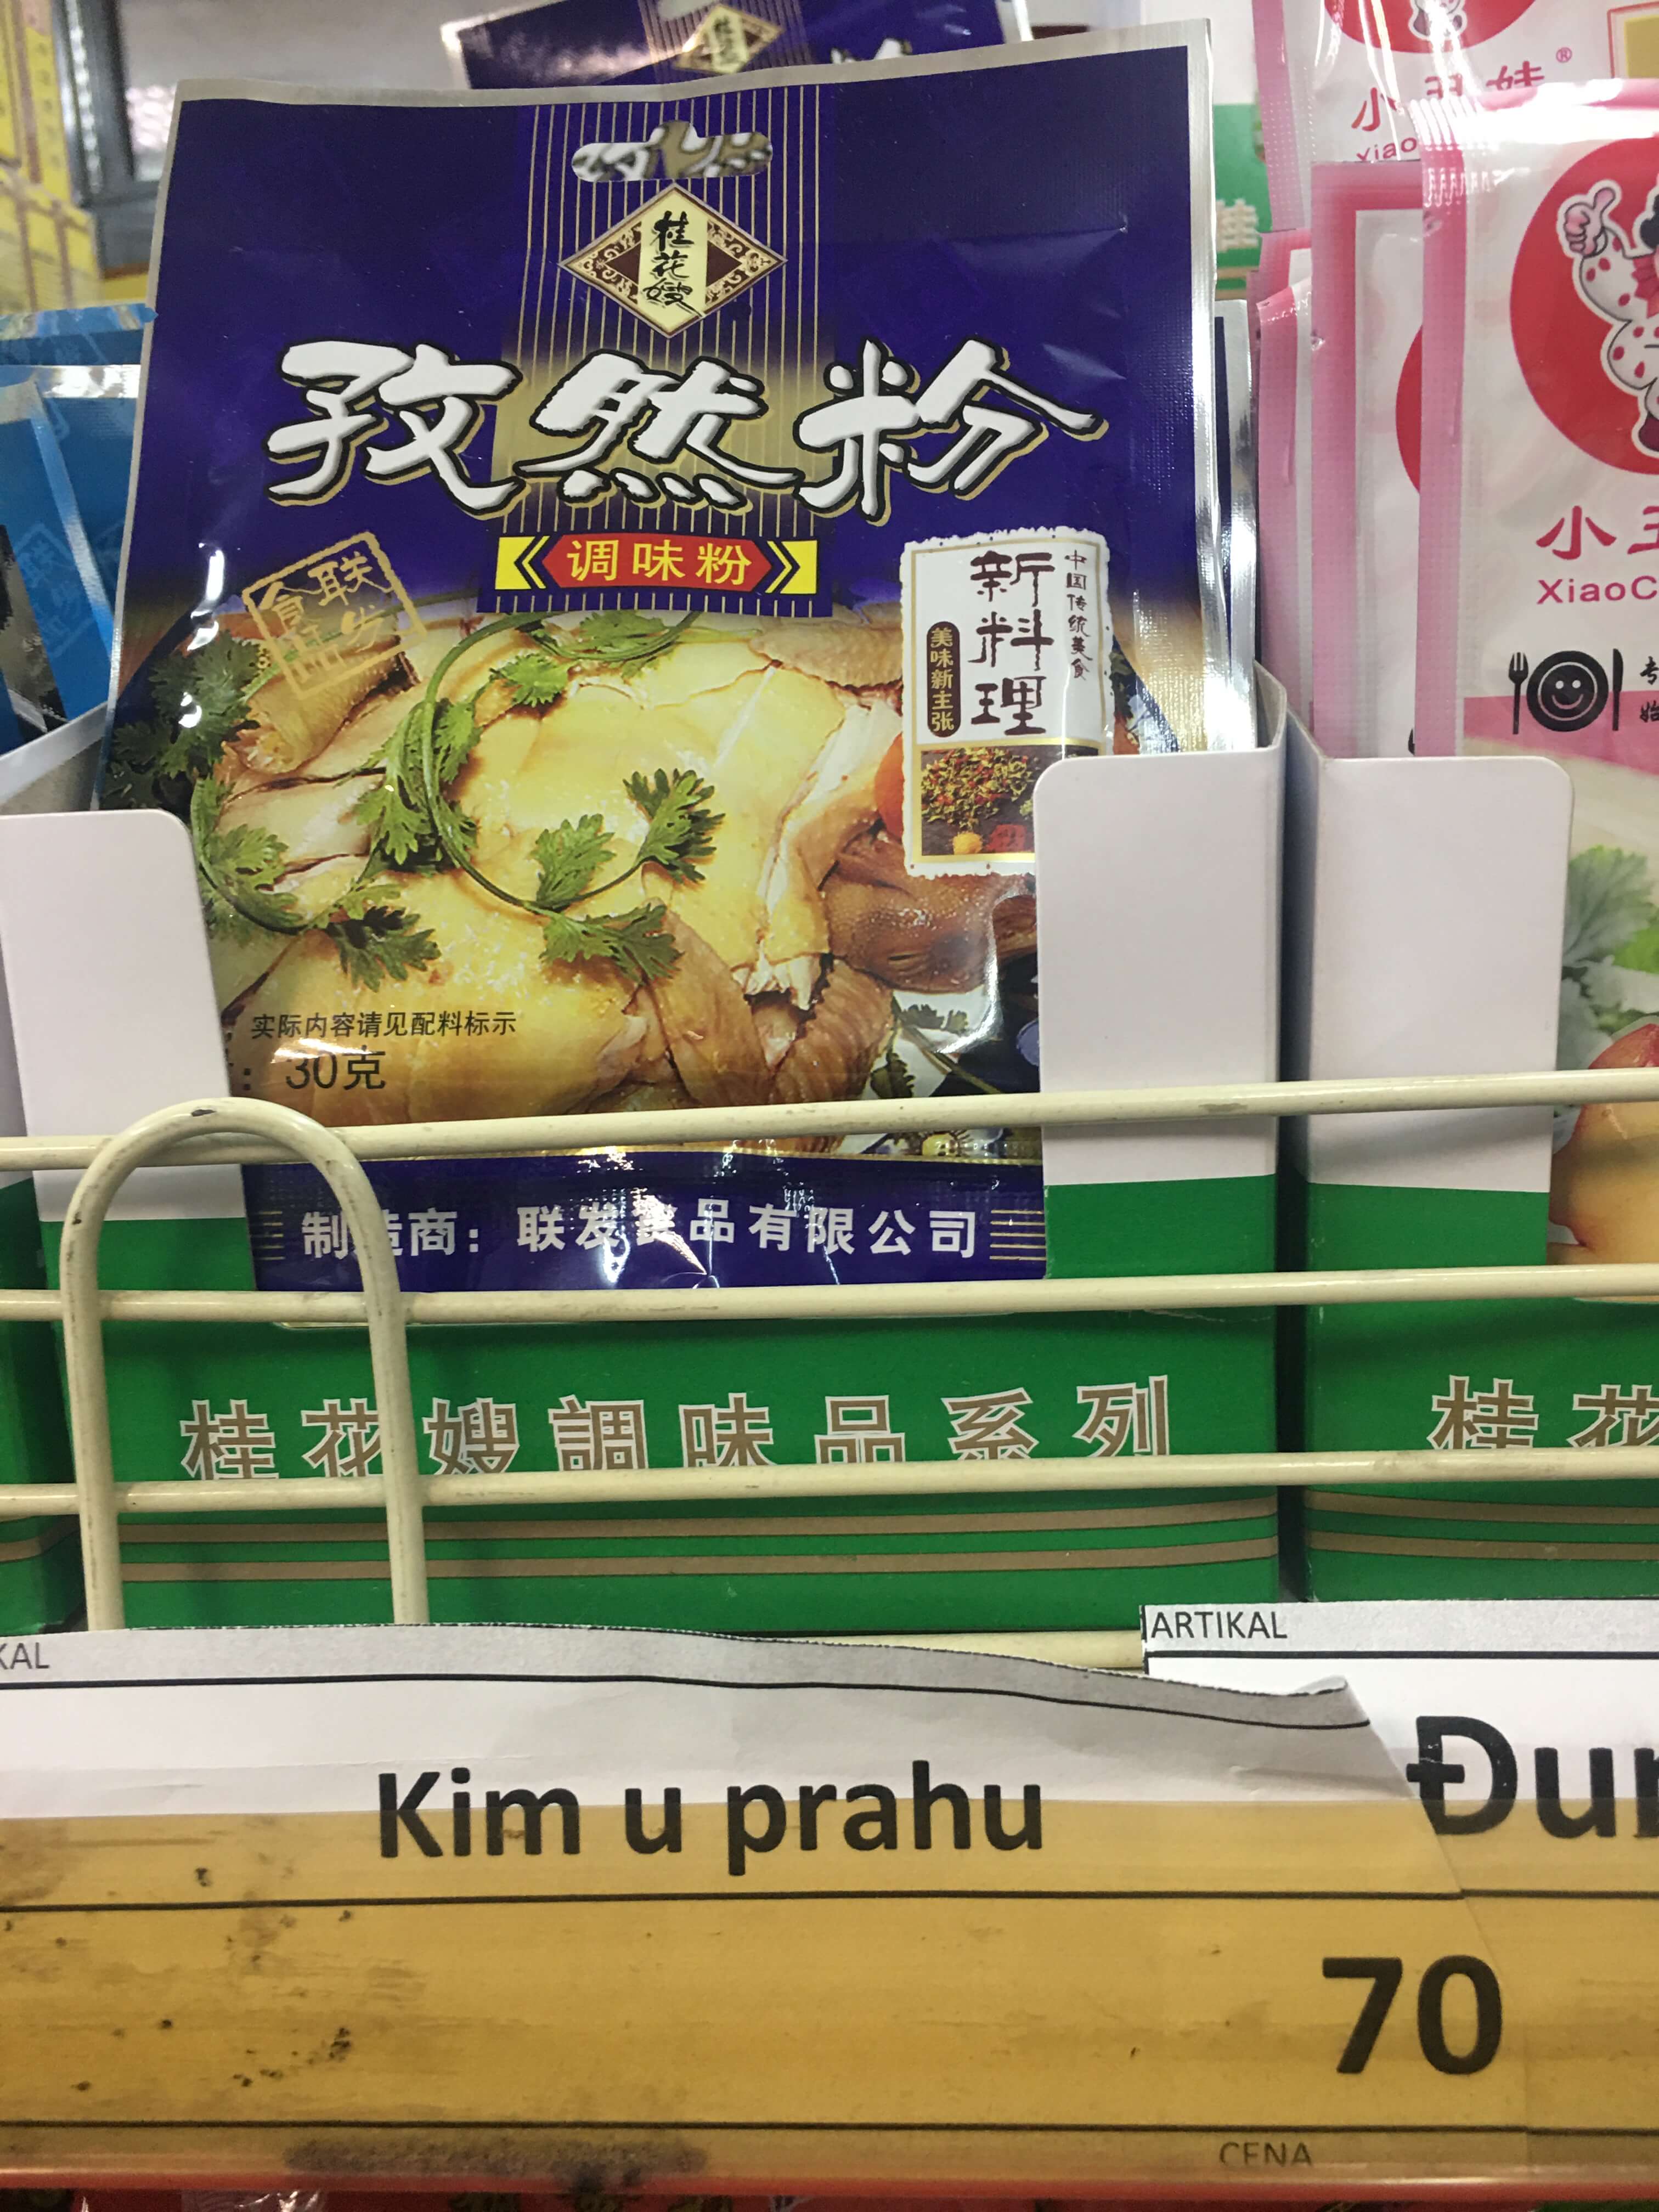 桂花嫂
孜然粉
调味粉
联发食品
中国传统美食
新料理
美味新主张
实际内容请见配料标示
：30克
制造商：联发食品有限公司
桂花嫂調味品系列
桂花
小玉娃®
XiaoC
ARTIKAL
KAL
Kim u prahu
Đu
70
CENA